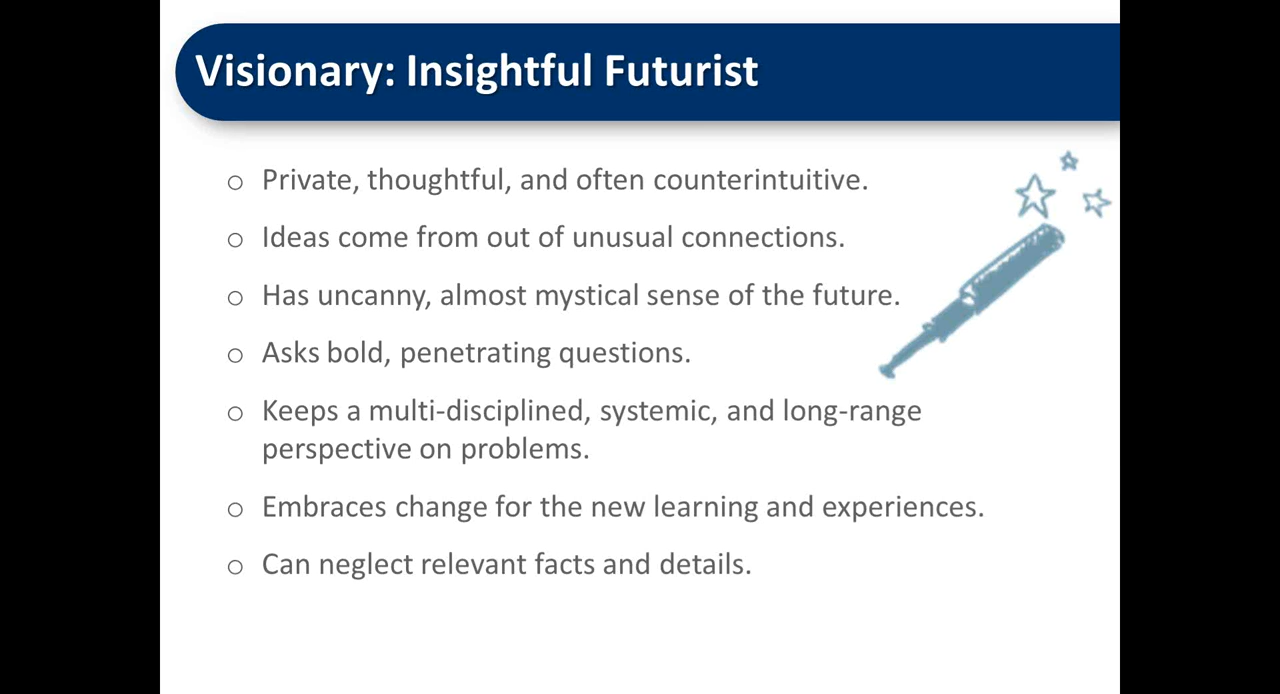 Visionary: Insightful Futurist
o Private, thoughtful, and often counterintuitive.
o Ideas come from out of unusual connections.
o Has uncanny, almost mystical sense of the future.
o Asks bold, penetrating questions.
o Keeps a multi-disciplined, systemic, and long-range
perspective on problems.
o Embraces change for the new learning and experiences.
o Can neglect relevant facts and details.